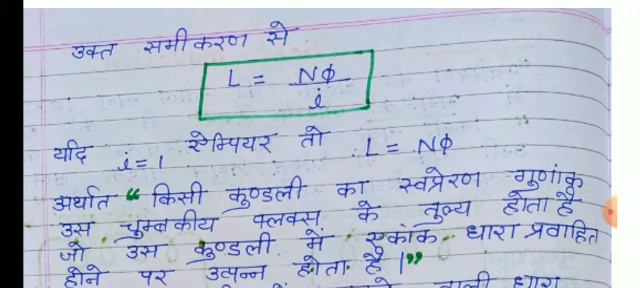 उक्त समीकरण से
L = Nϕ / i
यदि i = 1 ऐम्पियर तो L = Nϕ
अर्थात “ किसी कुण्डली का स्वप्रेरण गुणांक
उस चुम्बकीय फ्लक्स के तुल्य होता है
जो उस कुण्डली में एकांक धारा प्रवाहित
होने पर उत्पन्न होता है।”
धारा